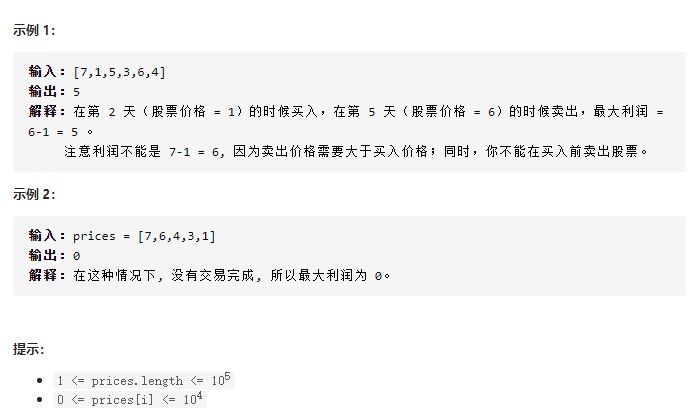 示例 1：
输入：[7,1,5,3,6,4]
输出：5
解释：在第 2 天（股票价格 = 1）的时候买入，在第 5 天（股票价格 = 6）的时候卖出，最大利润 =
6-1 = 5 。
注意利润不能是 7-1 = 6, 因为卖出价格需要大于买入价格；同时，你不能在买入前卖出股票。
示例 2：
输入：prices = [7,6,4,3,1]
输出：0
解释：在这种情况下, 没有交易完成, 所以最大利润为 0。
提示：
• 1 <= prices.length <= 10⁵
• 0 <= prices[i] <= 10⁴